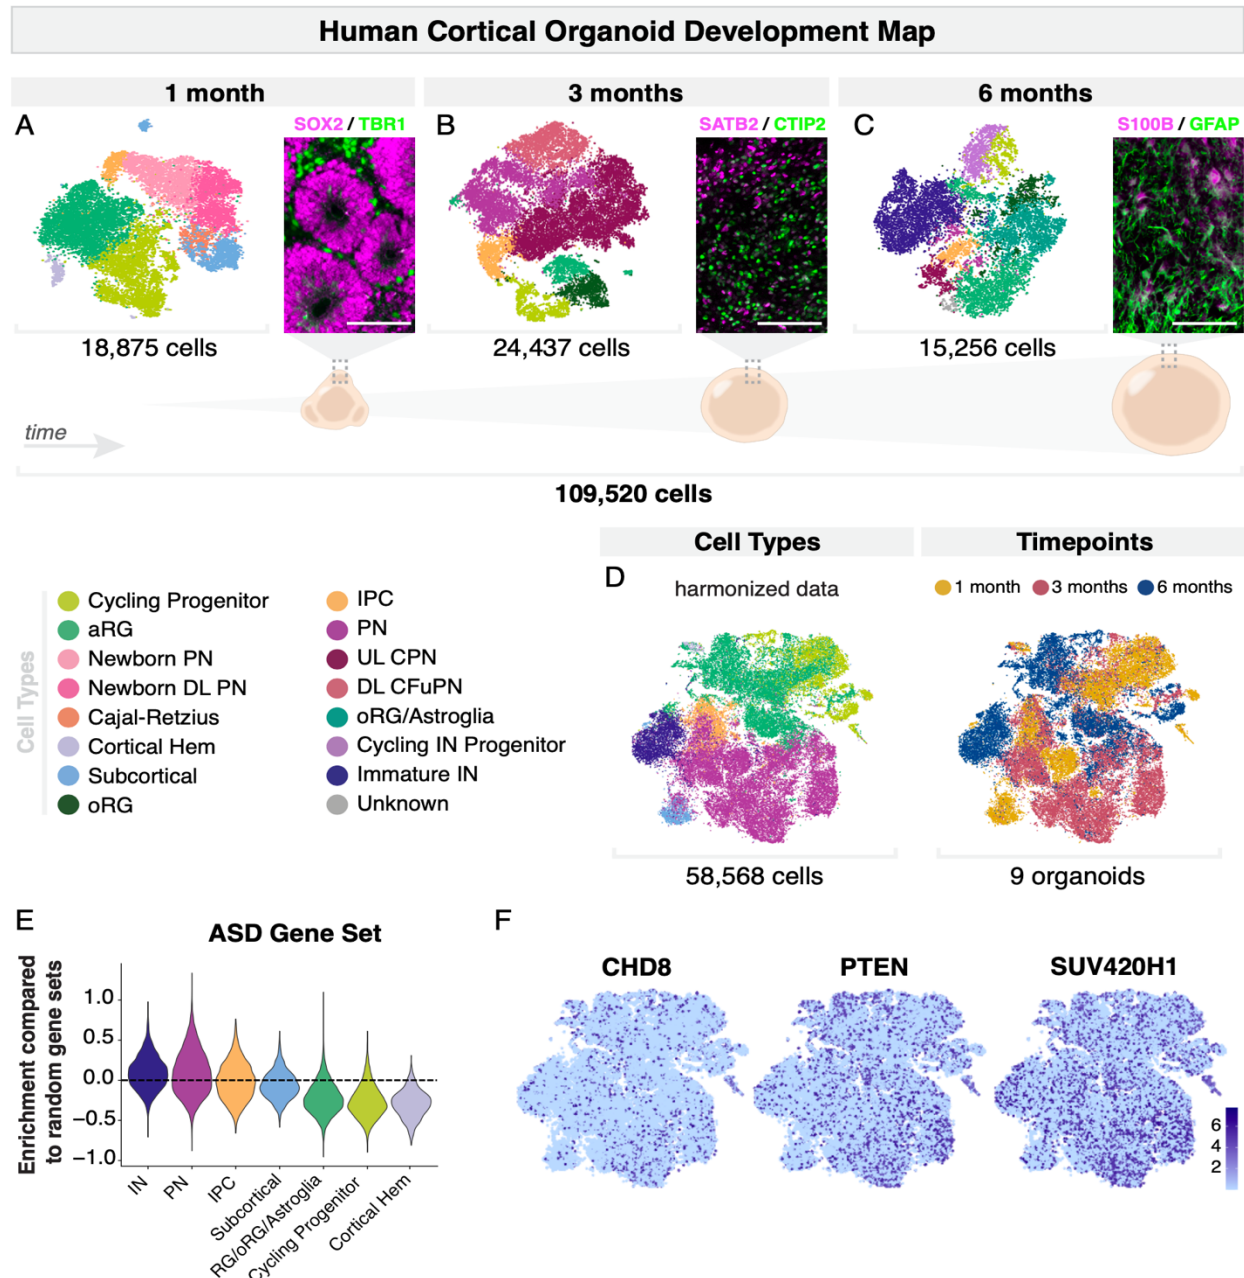 Human Cortical Organoid Development Map
1 month
3 months
6 months
A
SOX2 / TBR1
B
SATB2 / CTIP2
C
S100B / GFAP
18,875 cells
24,437 cells
15,256 cells
time
109,520 cells
Cell Types
Timepoints
D
harmonized data
1 month
3 months
6 months
Cell Types
Cycling Progenitor
aRG
Newborn PN
Newborn DL PN
Cajal-Retzius
Cortical Hem
Subcortical
oRG
IPC
PN
UL CPN
DL CFuPN
oRG/Astroglia
Cycling IN Progenitor
Immature IN
Unknown
58,568 cells
9 organoids
E
ASD Gene Set
Enrichment compared
to random gene sets
1.0
0.5
0.0
−0.5
−1.0
IN
PN
IPC
Subcortical
RG/oRG/Astroglia
Cycling Progenitor
Cortical Hem
F
CHD8
PTEN
SUV420H1
6
4
2